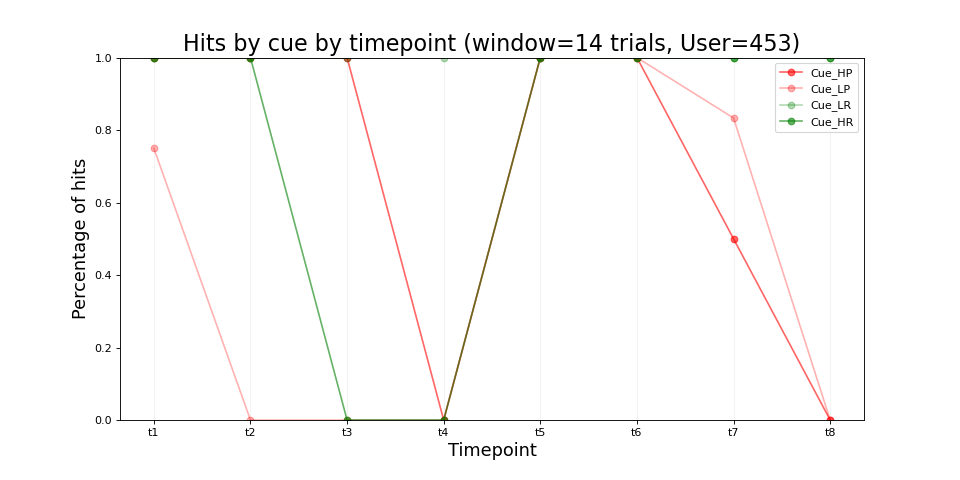 Hits by cue by timepoint (window=14 trials, User=453)
Percentage of hits
1.0
0.8
0.6
0.4
0.2
0.0
Cue_HP
Cue_LP
Cue_LR
Cue_HR
t1 t2 t3 t4 t5 t6 t7 t8
Timepoint